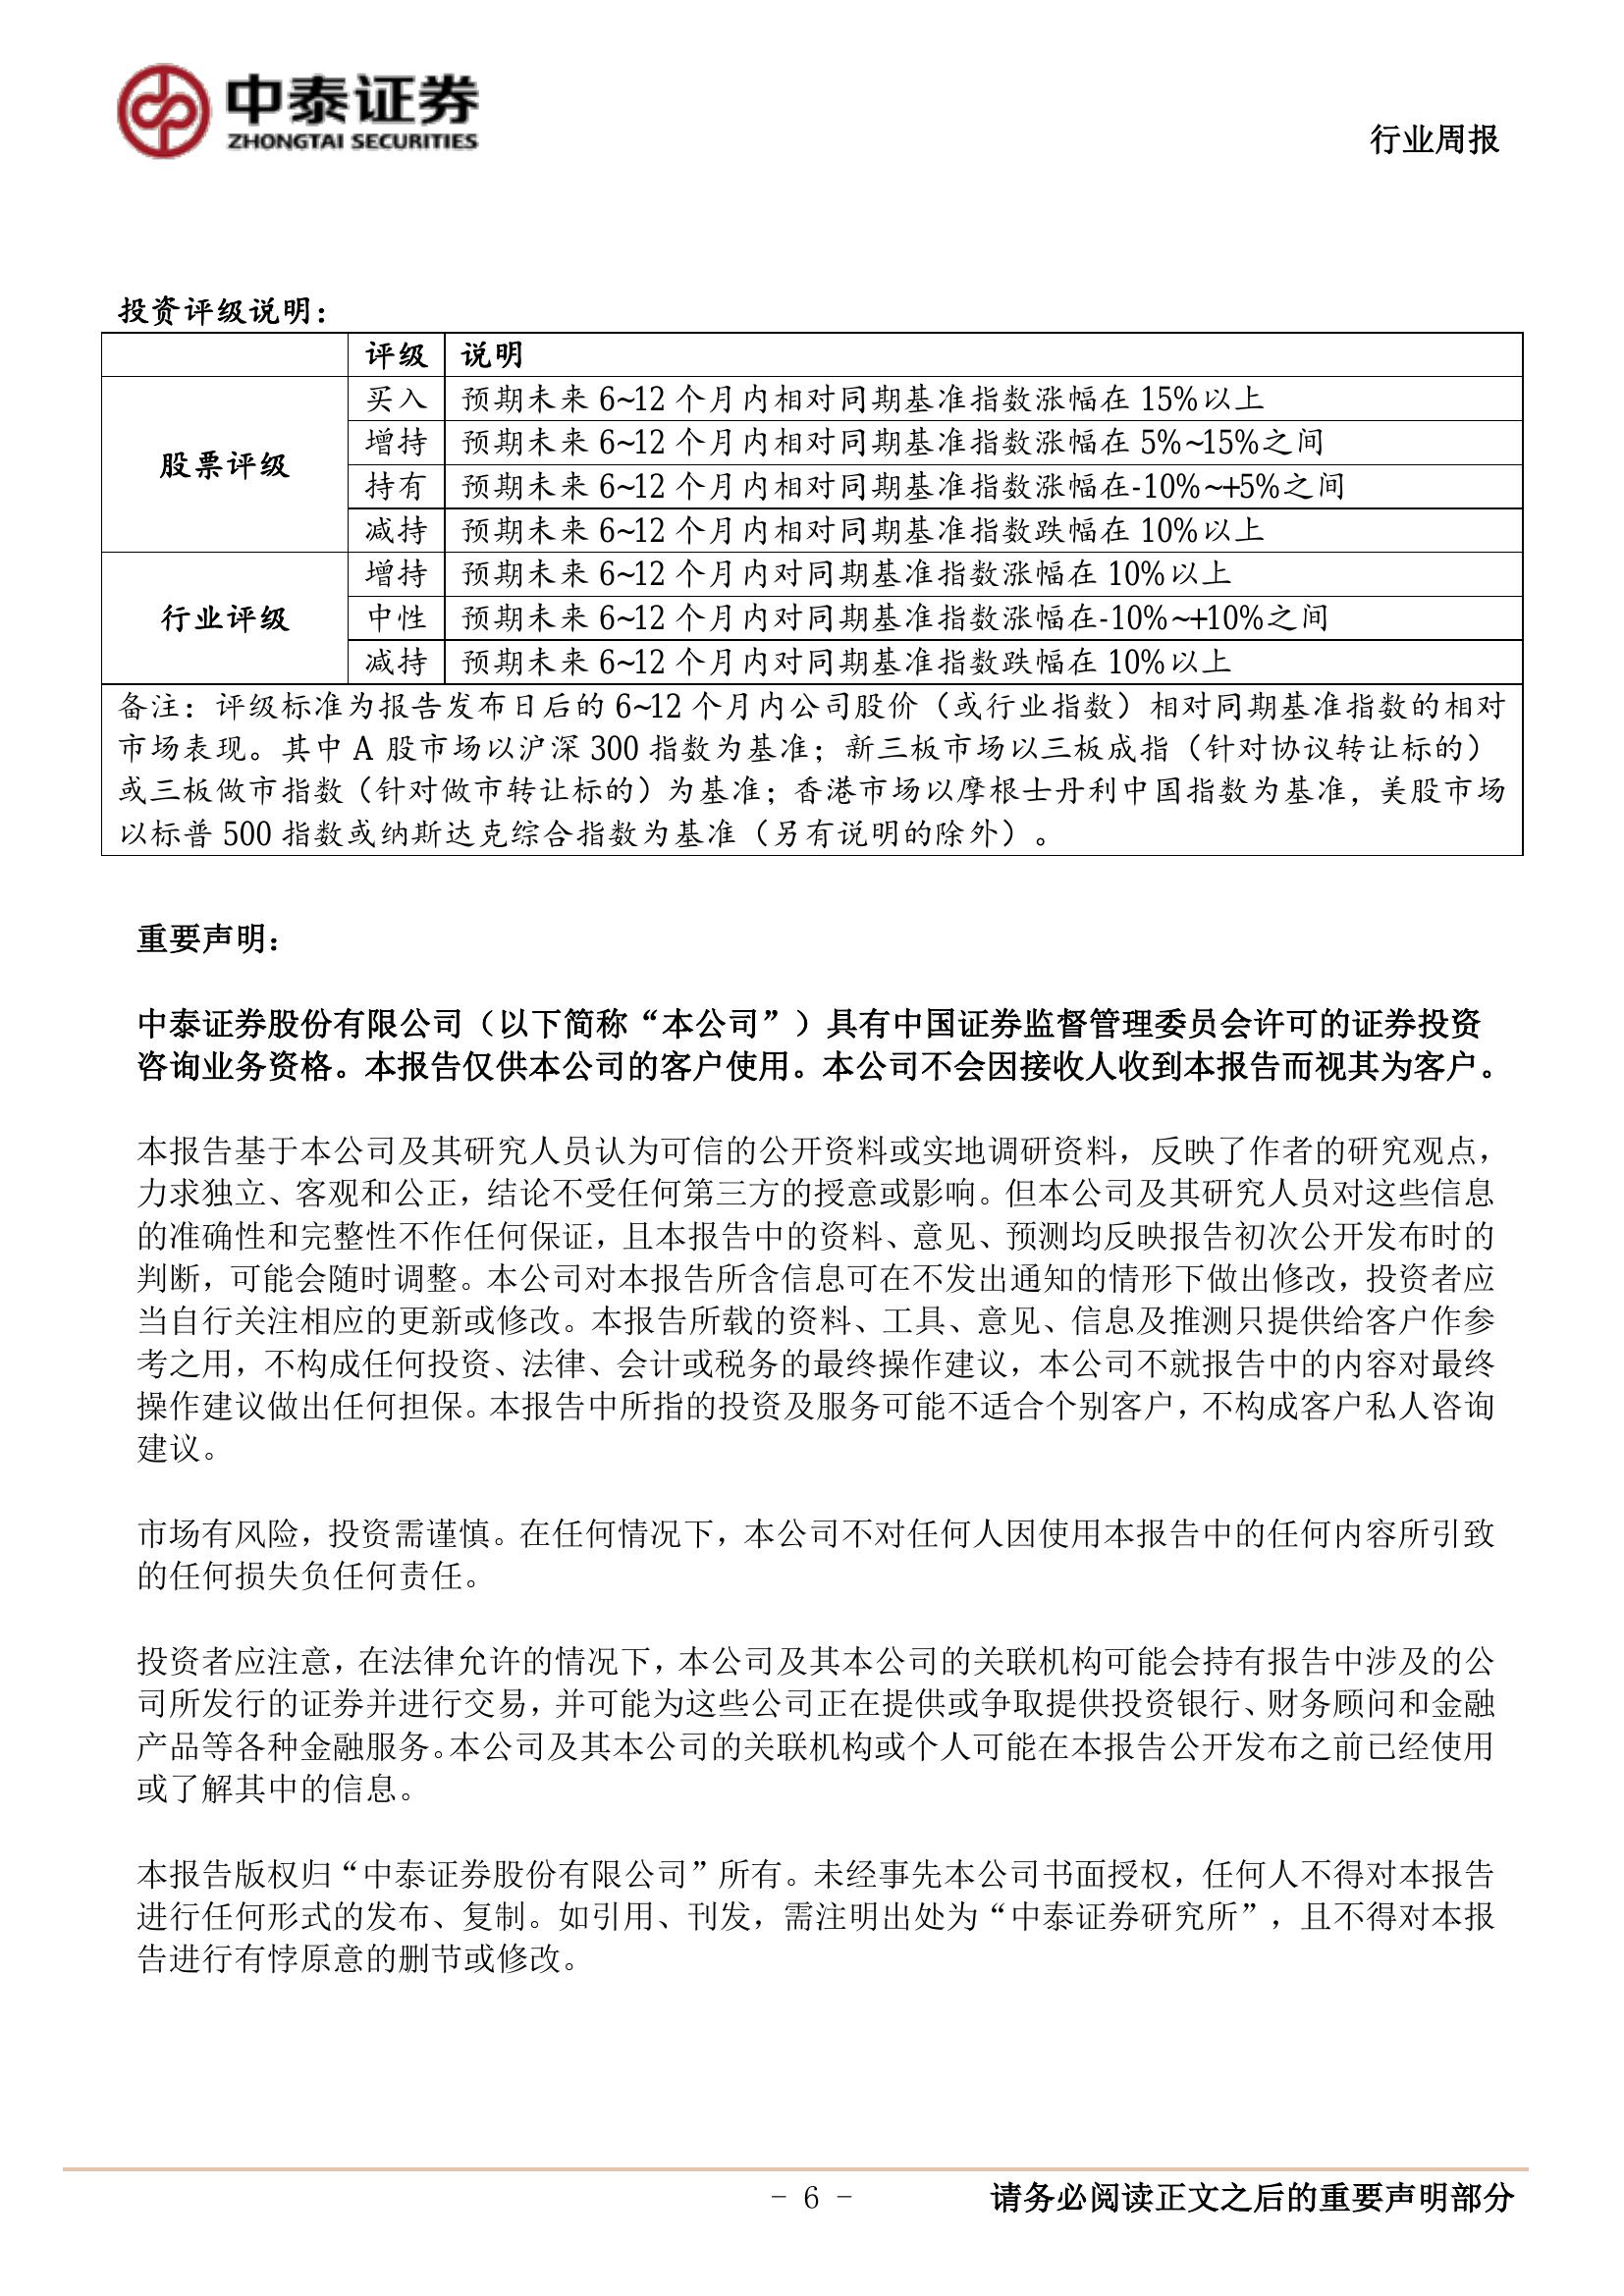 中泰证券
ZHONGTAI SECURITIES
行业周报
投资评级说明：
评级 说明
股票评级
买入 预期未来 6~12 个月内相对同期基准指数涨幅在 15%以上
增持 预期未来 6~12 个月内相对同期基准指数涨幅在 5%~15%之间
持有 预期未来 6~12 个月内相对同期基准指数涨幅在-10%~+5%之间
减持 预期未来 6~12 个月内相对同期基准指数跌幅在 10%以上
行业评级
增持 预期未来 6~12 个月内对同期基准指数涨幅在 10%以上
中性 预期未来 6~12 个月内对同期基准指数涨幅在-10%~+10%之间
减持 预期未来 6~12 个月内对同期基准指数跌幅在 10%以上
备注：评级标准为报告发布日后的 6~12 个月内公司股价（或行业指数）相对同期基准指数的相对
市场表现。其中 A 股市场以沪深 300 指数为基准；新三板市场以三板成指（针对协议转让标的）
或三板做市指数（针对做市转让标的）为基准；香港市场以摩根士丹利中国指数为基准，美股市场
以标普 500 指数或纳斯达克综合指数为基准（另有说明的除外）。
重要声明：
中泰证券股份有限公司（以下简称“本公司”）具有中国证券监督管理委员会许可的证券投资
咨询业务资格。本报告仅供本公司的客户使用。本公司不会因接收人收到本报告而视其为客户。
本报告基于本公司及其研究人员认为可信的公开资料或实地调研资料，反映了作者的研究观点，
力求独立、客观和公正，结论不受任何第三方的授意或影响。但本公司及其研究人员对这些信息
的准确性和完整性不作任何保证，且本报告中的资料、意见、预测均反映报告初次公开发布时的
判断，可能会随时调整。本公司对本报告所含信息可在不发出通知的情形下做出修改，投资者应
当自行关注相应的更新或修改。本报告所载的资料、工具、意见、信息及推测只提供给客户作参
考之用，不构成任何投资、法律、会计或税务的最终操作建议，本公司不就报告中的内容对最终
操作建议做出任何担保。本报告中所指的投资及服务可能不适合个别客户，不构成客户私人咨询
建议。
市场有风险，投资需谨慎。在任何情况下，本公司不对任何人因使用本报告中的任何内容所引致
的任何损失负任何责任。
投资者应注意，在法律允许的情况下，本公司及其本公司的关联机构可能会持有报告中涉及的公
司所发行的证券并进行交易，并可能为这些公司正在提供或争取提供投资银行、财务顾问和金融
产品等各种金融服务。本公司及其本公司的关联机构或个人可能在本报告公开发布之前已经使用
或了解其中的信息。
本报告版权归“中泰证券股份有限公司”所有。未经事先本公司书面授权，任何人不得对本报告
进行任何形式的发布、复制。如引用、刊发，需注明出处为“中泰证券研究所”，且不得对本报
告进行有悖原意的删节或修改。
- 6 -
请务必阅读正文之后的重要声明部分